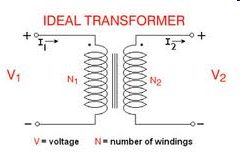 IDEAL TRANSFORMER
+ I1 I2 +
V1 N1 N2 V2
- -
V = voltage N = number of windings